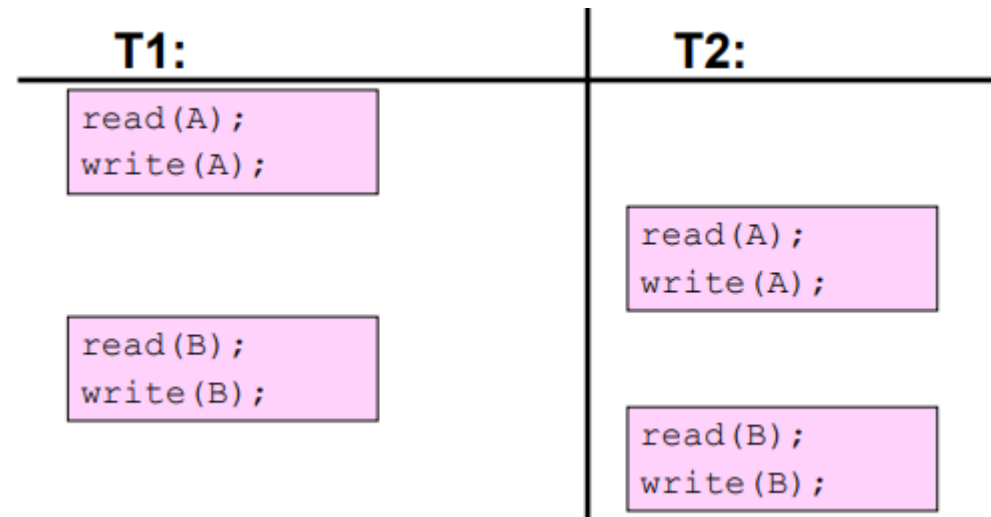 T1: T2:
read(A);
write(A);
read(A);
write(A);
read(B);
write(B);
read(B);
write(B);